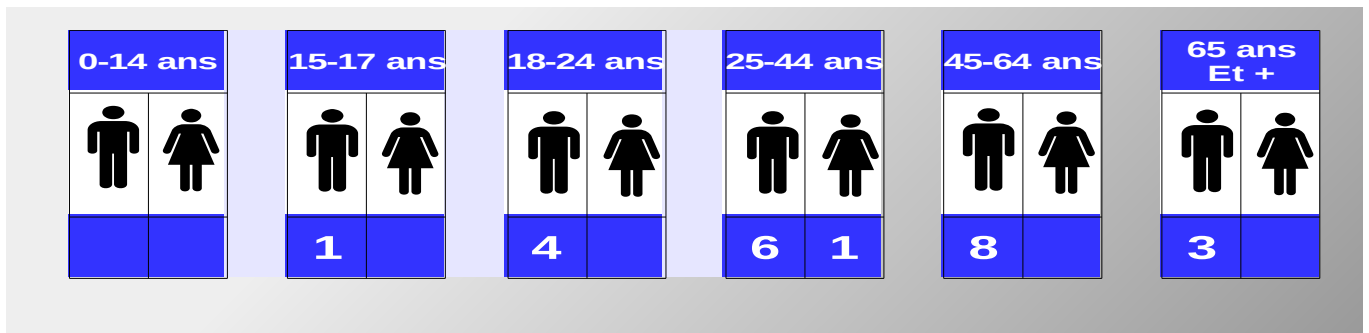 0-14 ans
15-17 ans
18-24 ans
25-44 ans
45-64 ans
65 ans
Et +
1
4
6 1
8
3